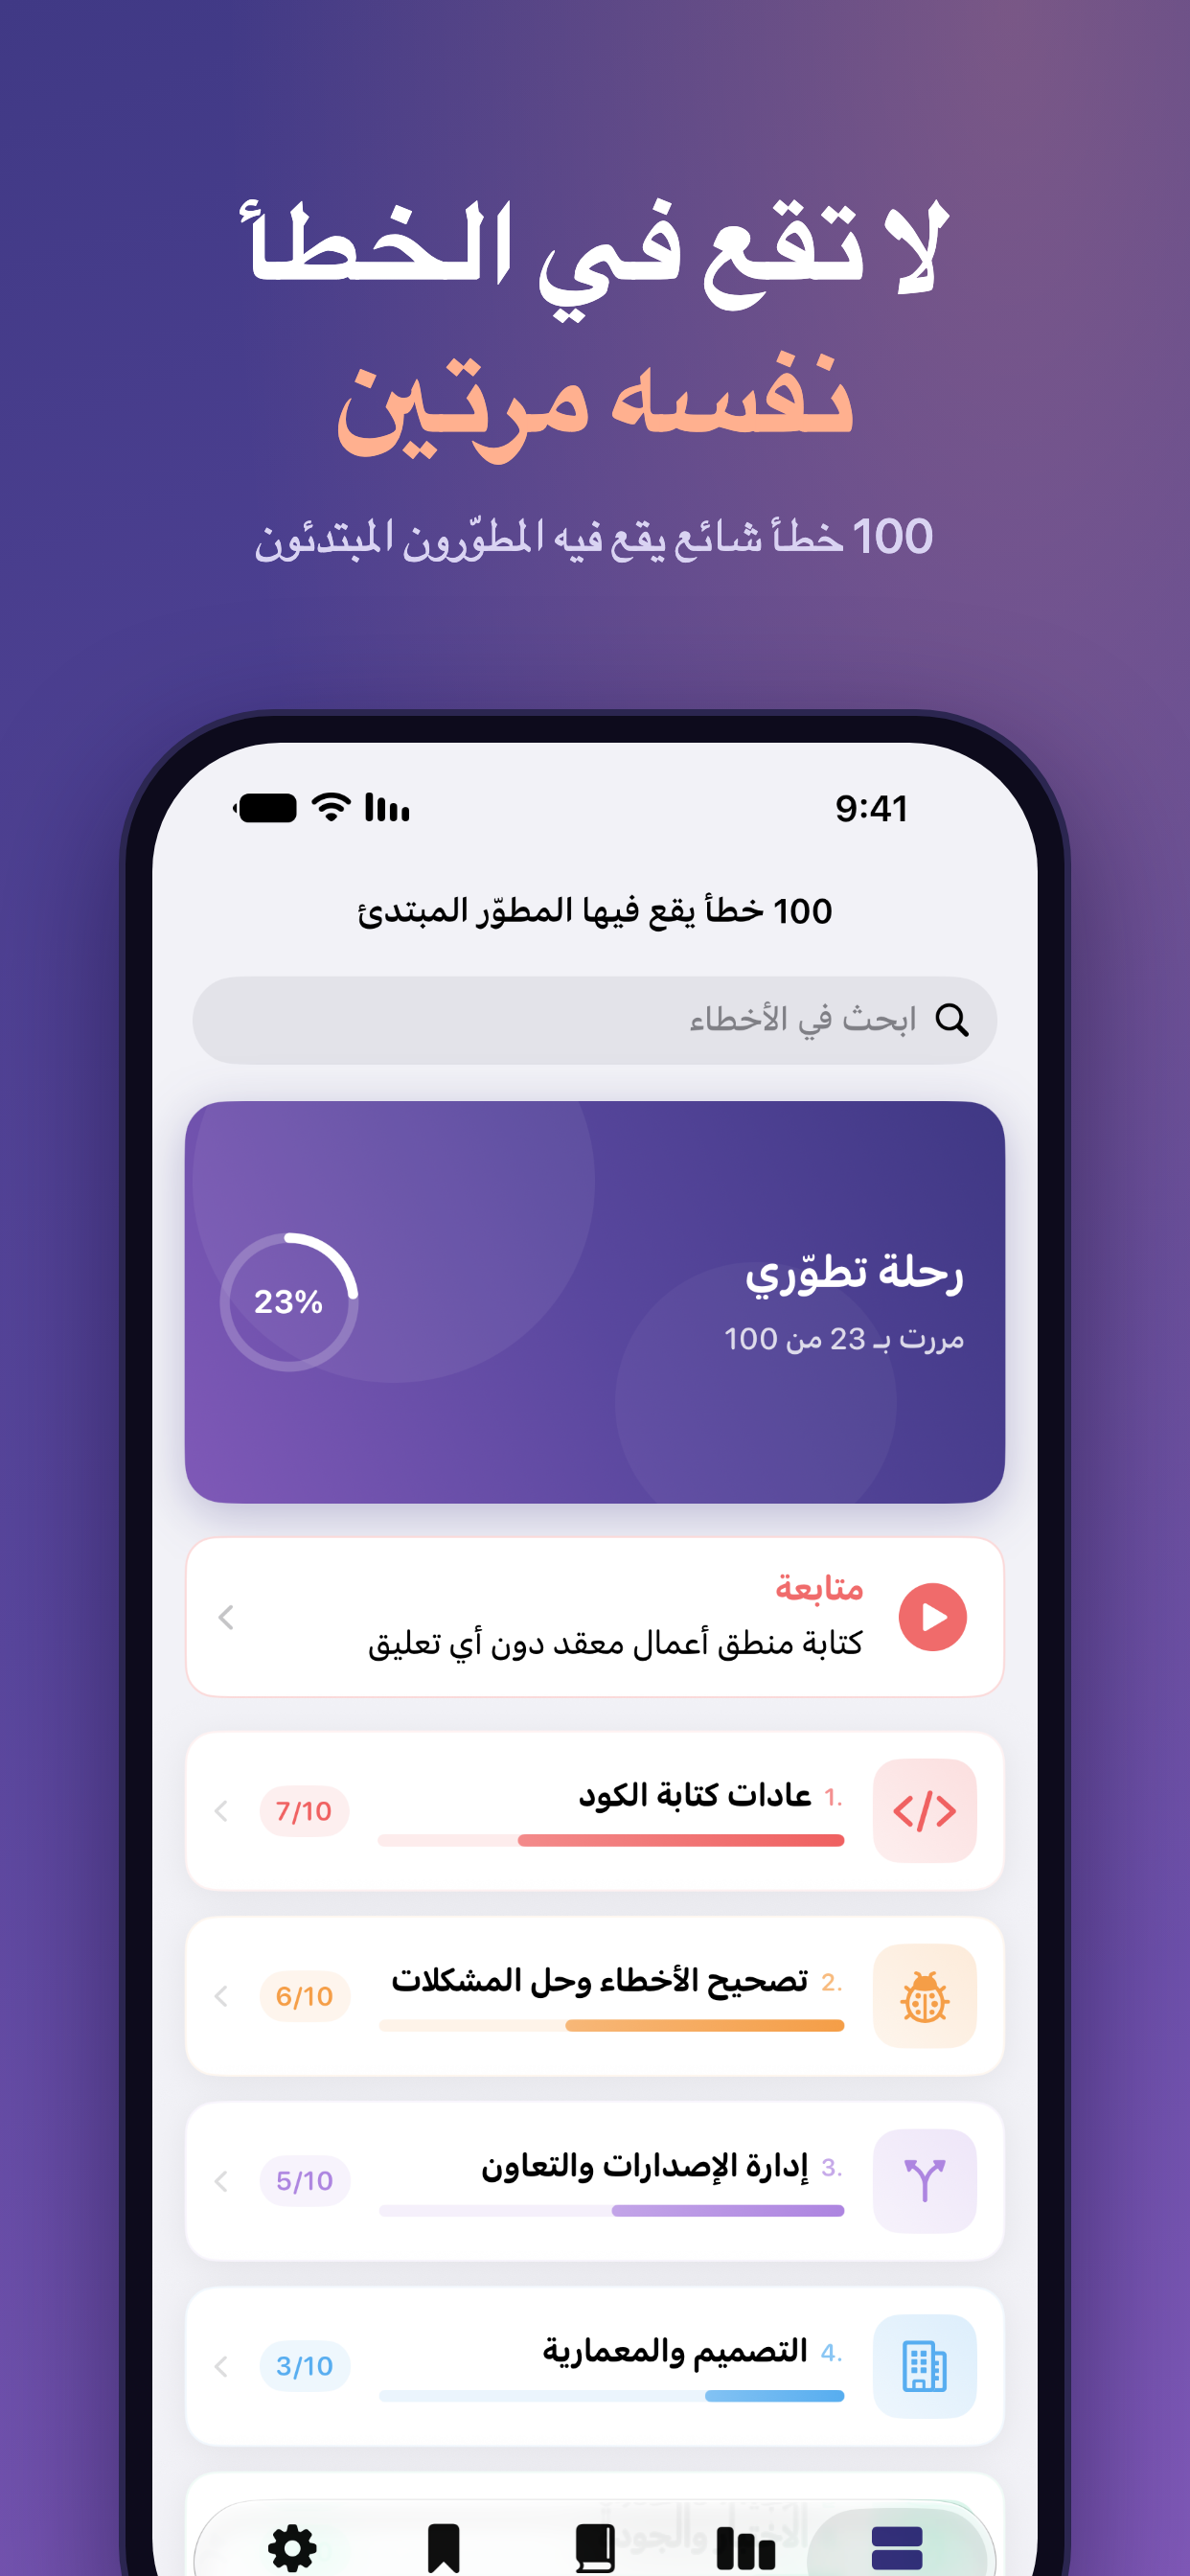 لا تقع في الخطأ
نفسه مرتين
100 خطأ شائع يقع فيه المطوّرون المبتدئون
9:41
100 خطأ يقع فيها المطوّر المبتدئ
ابحث في الأخطاء
رحلة تطوّري
مررت بـ 23 من 100
23%
متابعة
كتابة منطق أعمال معقد دون أي تعليق
1. عادات كتابة الكود
7/10
2. تصحيح الأخطاء وحل المشكلات
6/10
3. إدارة الإصدارات والتعاون
5/10
4. التصميم والمعمارية
3/10